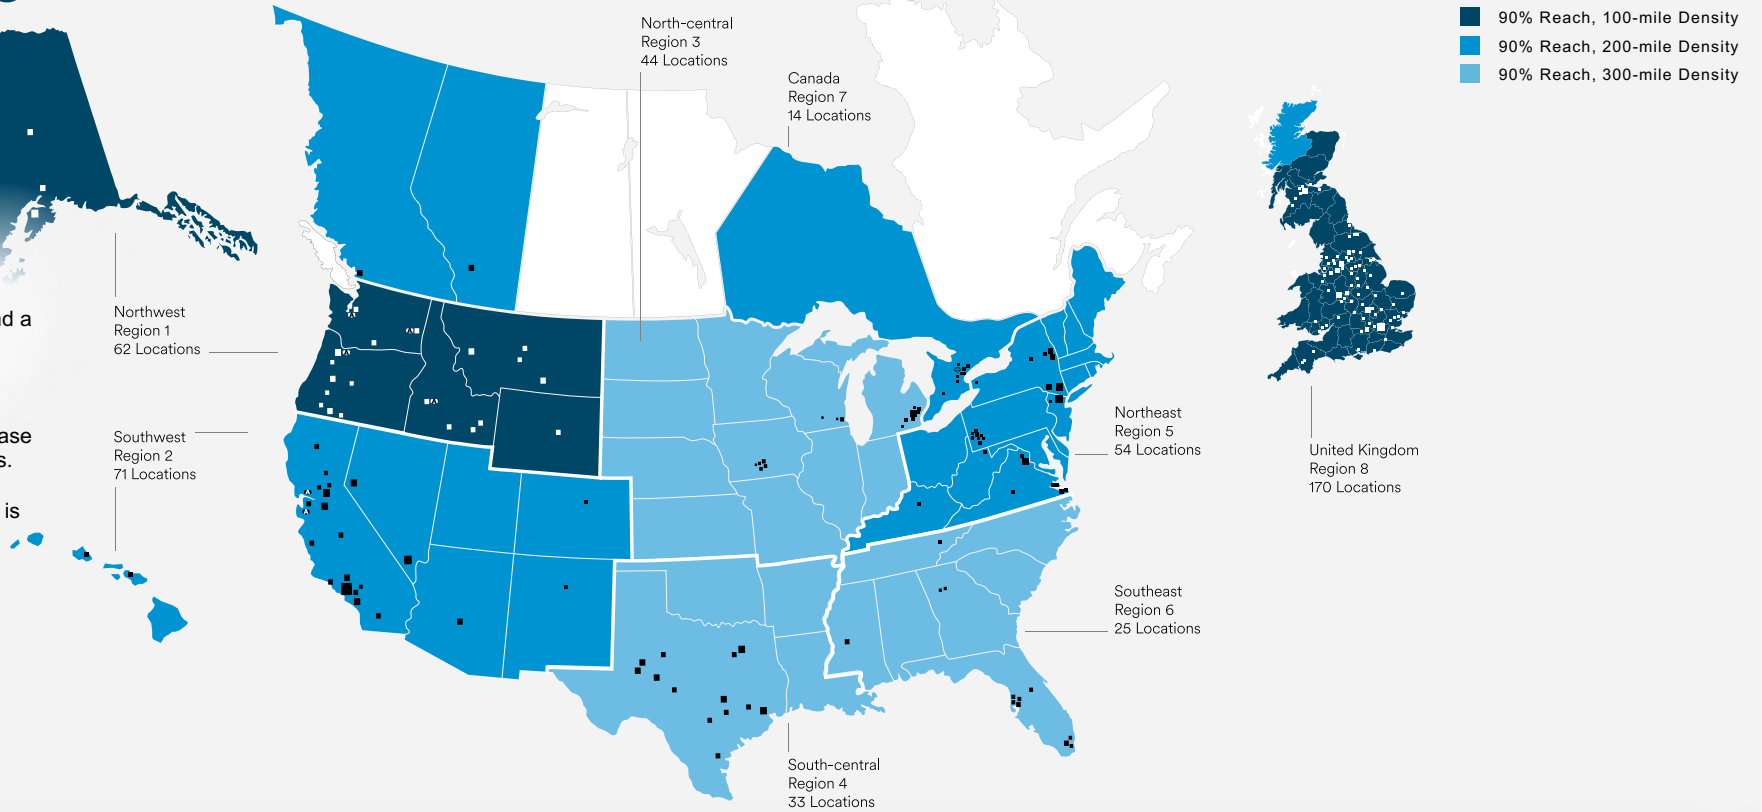 90% Reach, 100-mile Density
90% Reach, 200-mile Density
90% Reach, 300-mile Density
North-central
Region 3
44 Locations
Canada
Region 7
14 Locations
Northwest
Region 1
62 Locations
d a
Southwest
Region 2
71 Locations
ase
s.
is
Northeast
Region 5
54 Locations
United Kingdom
Region 8
170 Locations
Southeast
Region 6
25 Locations
South-central
Region 4
33 Locations